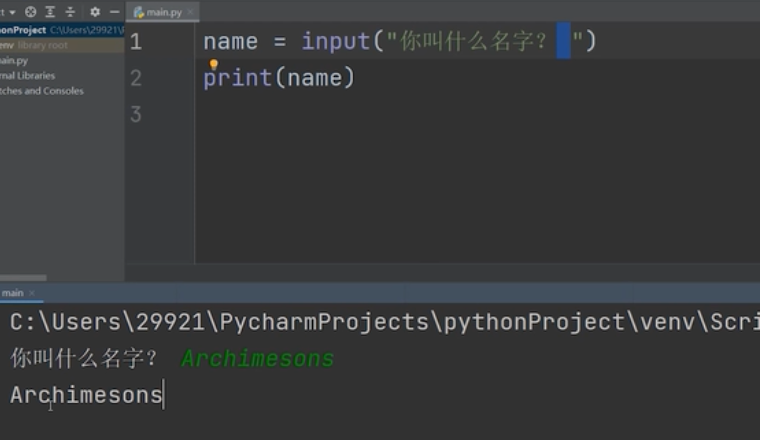 main.py
honProject C:\Users\29921\
env library root
main.py
rnal Libraries
tches and Consoles
1 name = input("你叫什么名字？ ")
2 print(name)
3
main
C:\Users\29921\PycharmProjects\pythonProject\venv\Scri
你叫什么名字？ Archimesons
Archimesons